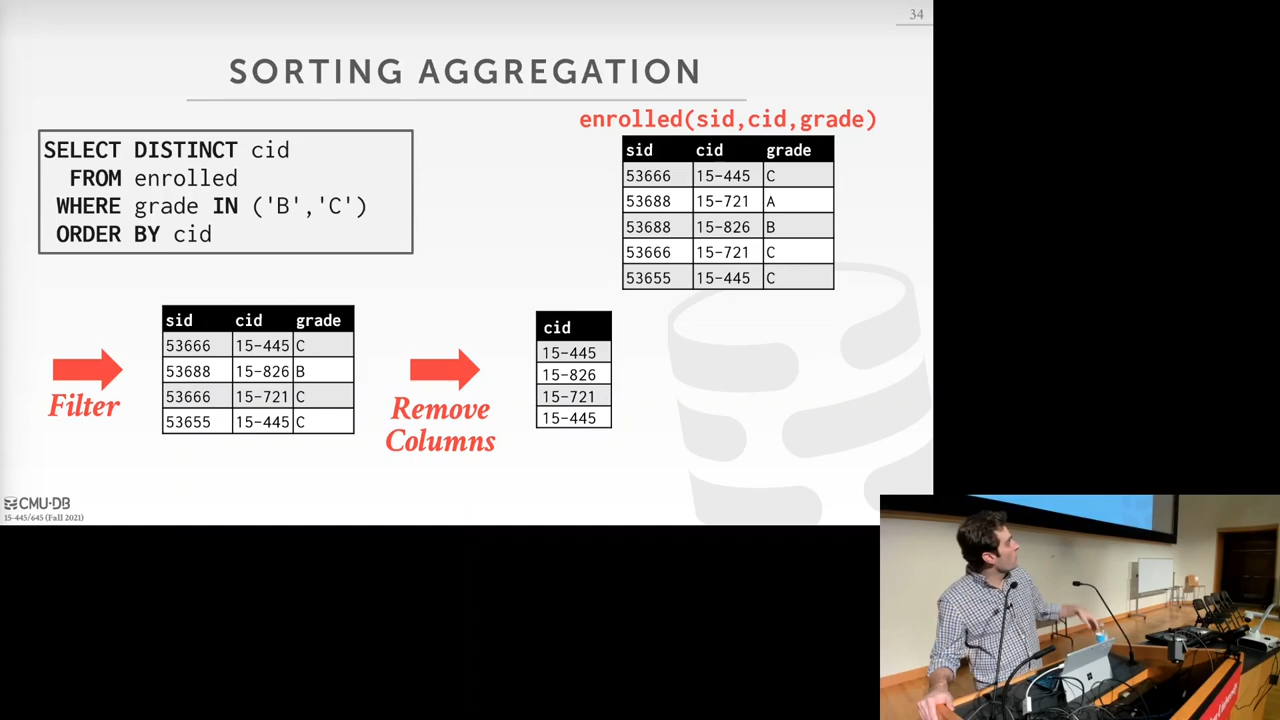 34
SORTING AGGREGATION
SELECT DISTINCT cid
FROM enrolled
WHERE grade IN ('B','C')
ORDER BY cid
enrolled(sid,cid,grade)
sid cid grade
53666 15-445 C
53688 15-721 A
53688 15-826 B
53666 15-721 C
53655 15-445 C
Filter
sid cid grade
53666 15-445 C
53688 15-826 B
53666 15-721 C
53655 15-445 C
Remove
Columns
cid
15-445
15-826
15-721
15-445
CMU·DB
15-445/645 (Fall 2021)